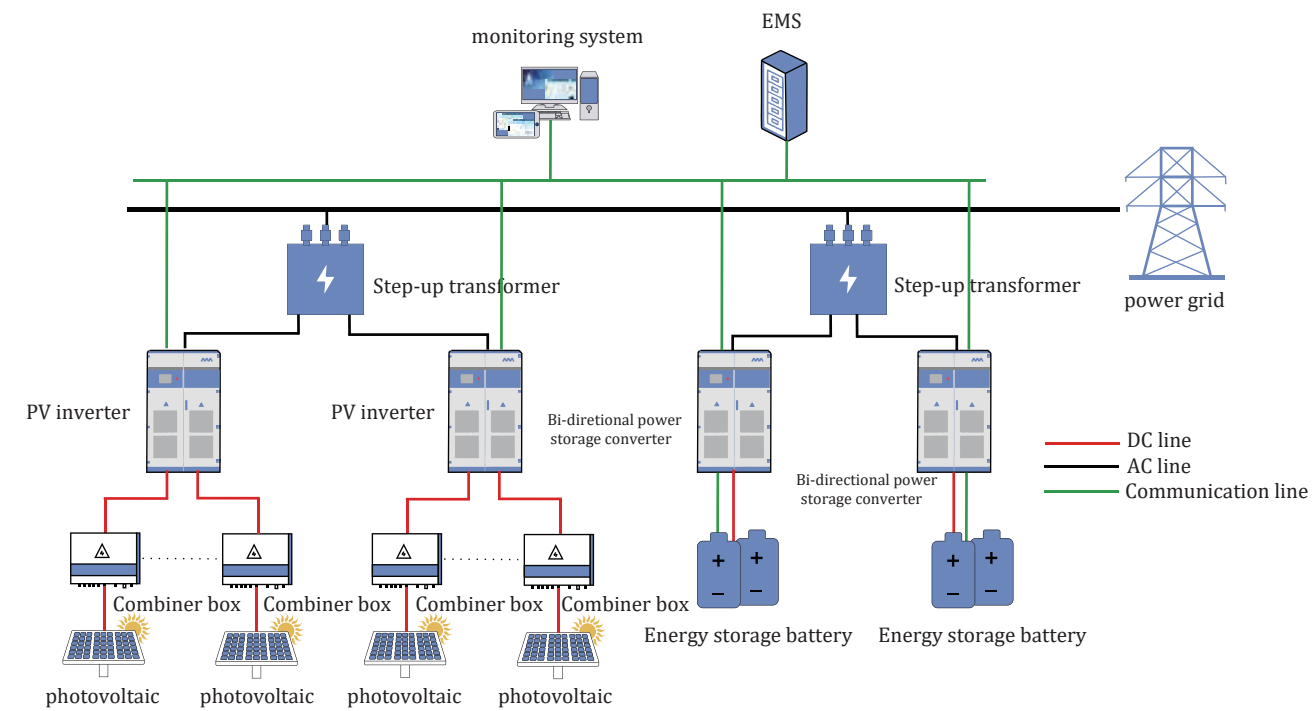 EMS
monitoring system
Step-up transformer
Step-up transformer
power grid
PV inverter
PV inverter
Bi-diretional power
storage converter
DC line
AC line
Communication line
Bi-directional power
storage converter
Combiner box
Combiner box
Combiner box
Combiner box
Energy storage battery
Energy storage battery
photovoltaic
photovoltaic
photovoltaic
photovoltaic